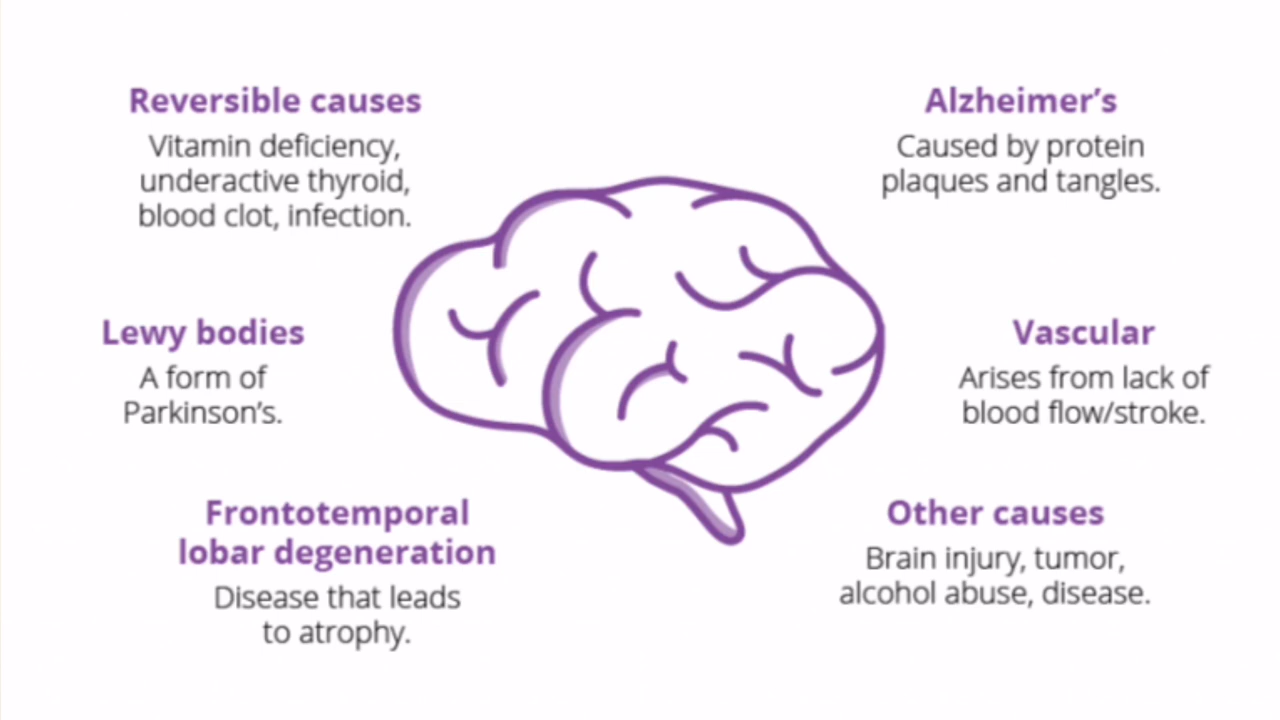 Reversible causes
Vitamin deficiency,
underactive thyroid,
blood clot, infection.
Alzheimer’s
Caused by protein
plaques and tangles.
Lewy bodies
A form of
Parkinson’s.
Vascular
Arises from lack of
blood flow/stroke.
Frontotemporal
lobar degeneration
Disease that leads
to atrophy.
Other causes
Brain injury, tumor,
alcohol abuse, disease.